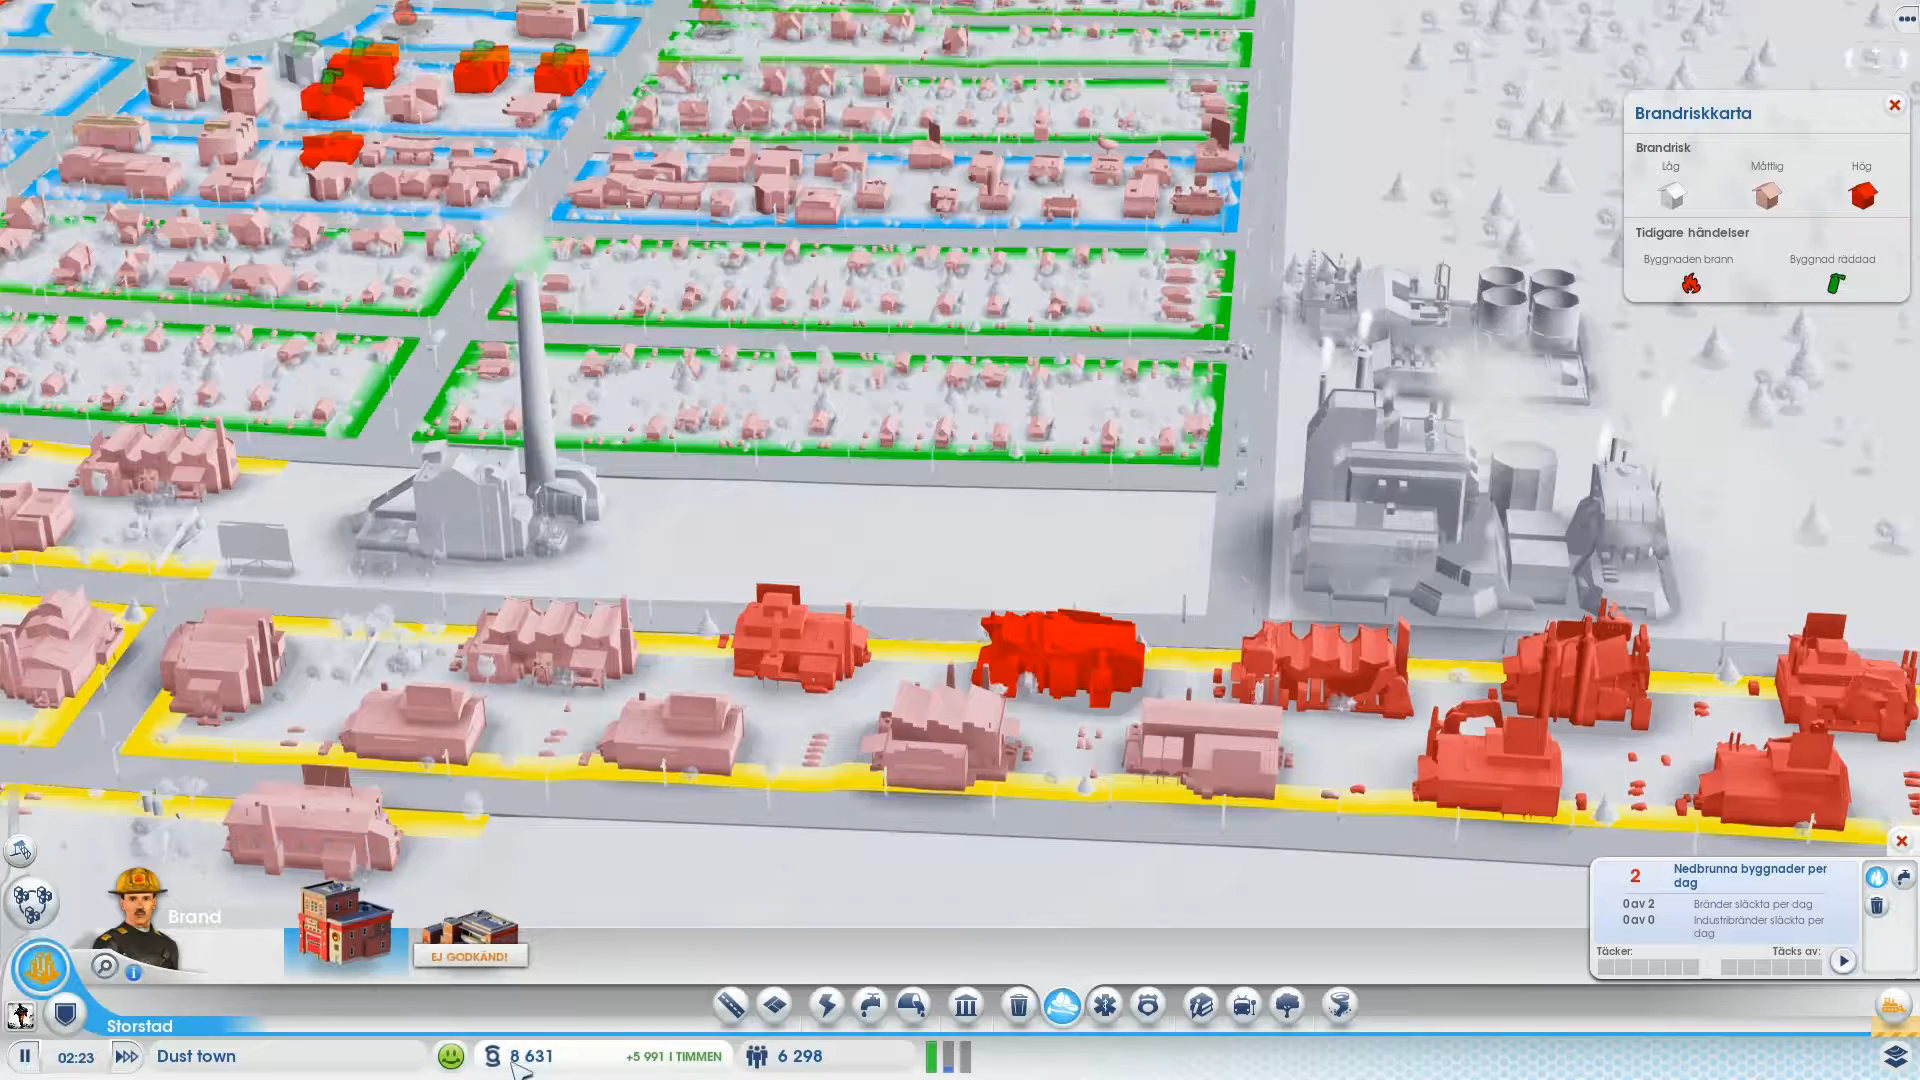 Brandriskkarta
Brandrisk
Låg Måttlig Hög
Tidigare händelser
Byggnaden brann Byggnad räddad
2 Nedbrunna byggnader per dag
0 av 2 Bränder släckta per dag
0 av 0 Industribränder släckta per dag
Täcker: Täcks av:
Brand
EJ GODKÄND!
Storstad
02:23 Dust town 8 631 +5 991 I TIMMEN 6 298